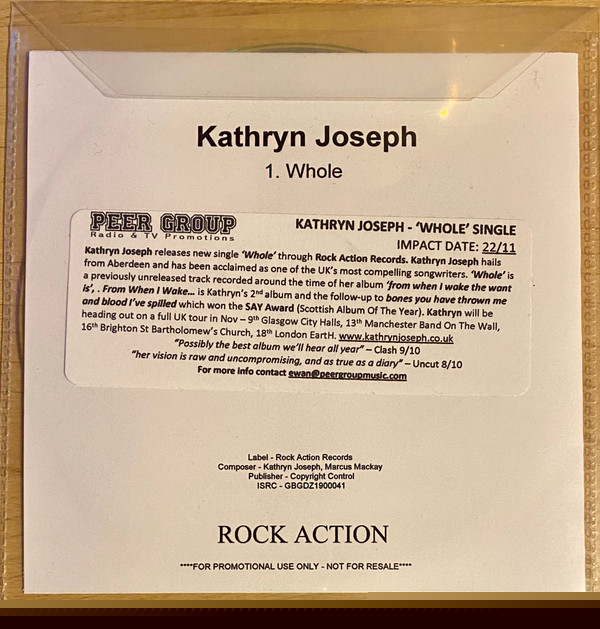 Kathryn Joseph
1. Whole
PEER GROUP
Radio & TV Promotions
KATHRYN JOSEPH - ‘WHOLE’ SINGLE
IMPACT DATE: 22/11
Kathryn Joseph releases new single ‘Whole’ through Rock Action Records. Kathryn Joseph hails
from Aberdeen and has been acclaimed as one of the UK’s most compelling songwriters. ‘Whole’ is
a previously unreleased track recorded around the time of her album ‘from when I wake the want
is’, . From When I Wake... is Kathryn’s 2nd album and the follow-up to bones you have thrown me
and blood I’ve spilled which won the SAY Award (Scottish Album Of The Year). Kathryn will be
heading out on a full UK tour in Nov – 9th Glasgow City Halls, 13th Manchester Band On The Wall,
16th Brighton St Bartholomew’s Church, 18th London EartH. www.kathrynjoseph.co.uk
“Possibly the best album we’ll hear all year” – Clash 9/10
“her vision is raw and uncompromising, and as true as a diary” – Uncut 8/10
For more info contact ewan@peergroupmusic.com
Label - Rock Action Records
Composer - Kathryn Joseph, Marcus Mackay
Publisher - Copyright Control
ISRC - GBGDZ1900041
ROCK ACTION
****FOR PROMOTIONAL USE ONLY - NOT FOR RESALE****